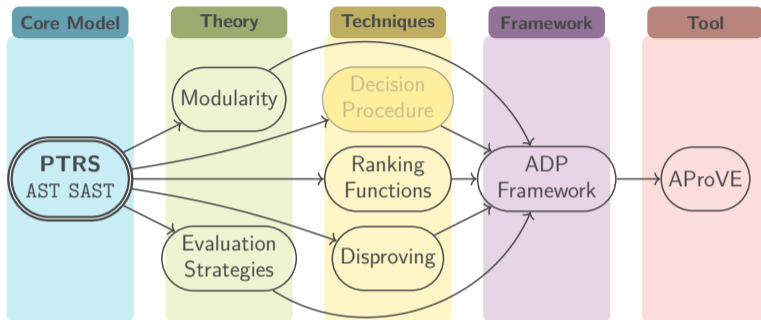 Core Model
Theory
Techniques
Framework
Tool
Modularity
Decision
Procedure
PTRS
AST SAST
Ranking
Functions
ADP
Framework
AProVE
Evaluation
Strategies
Disproving